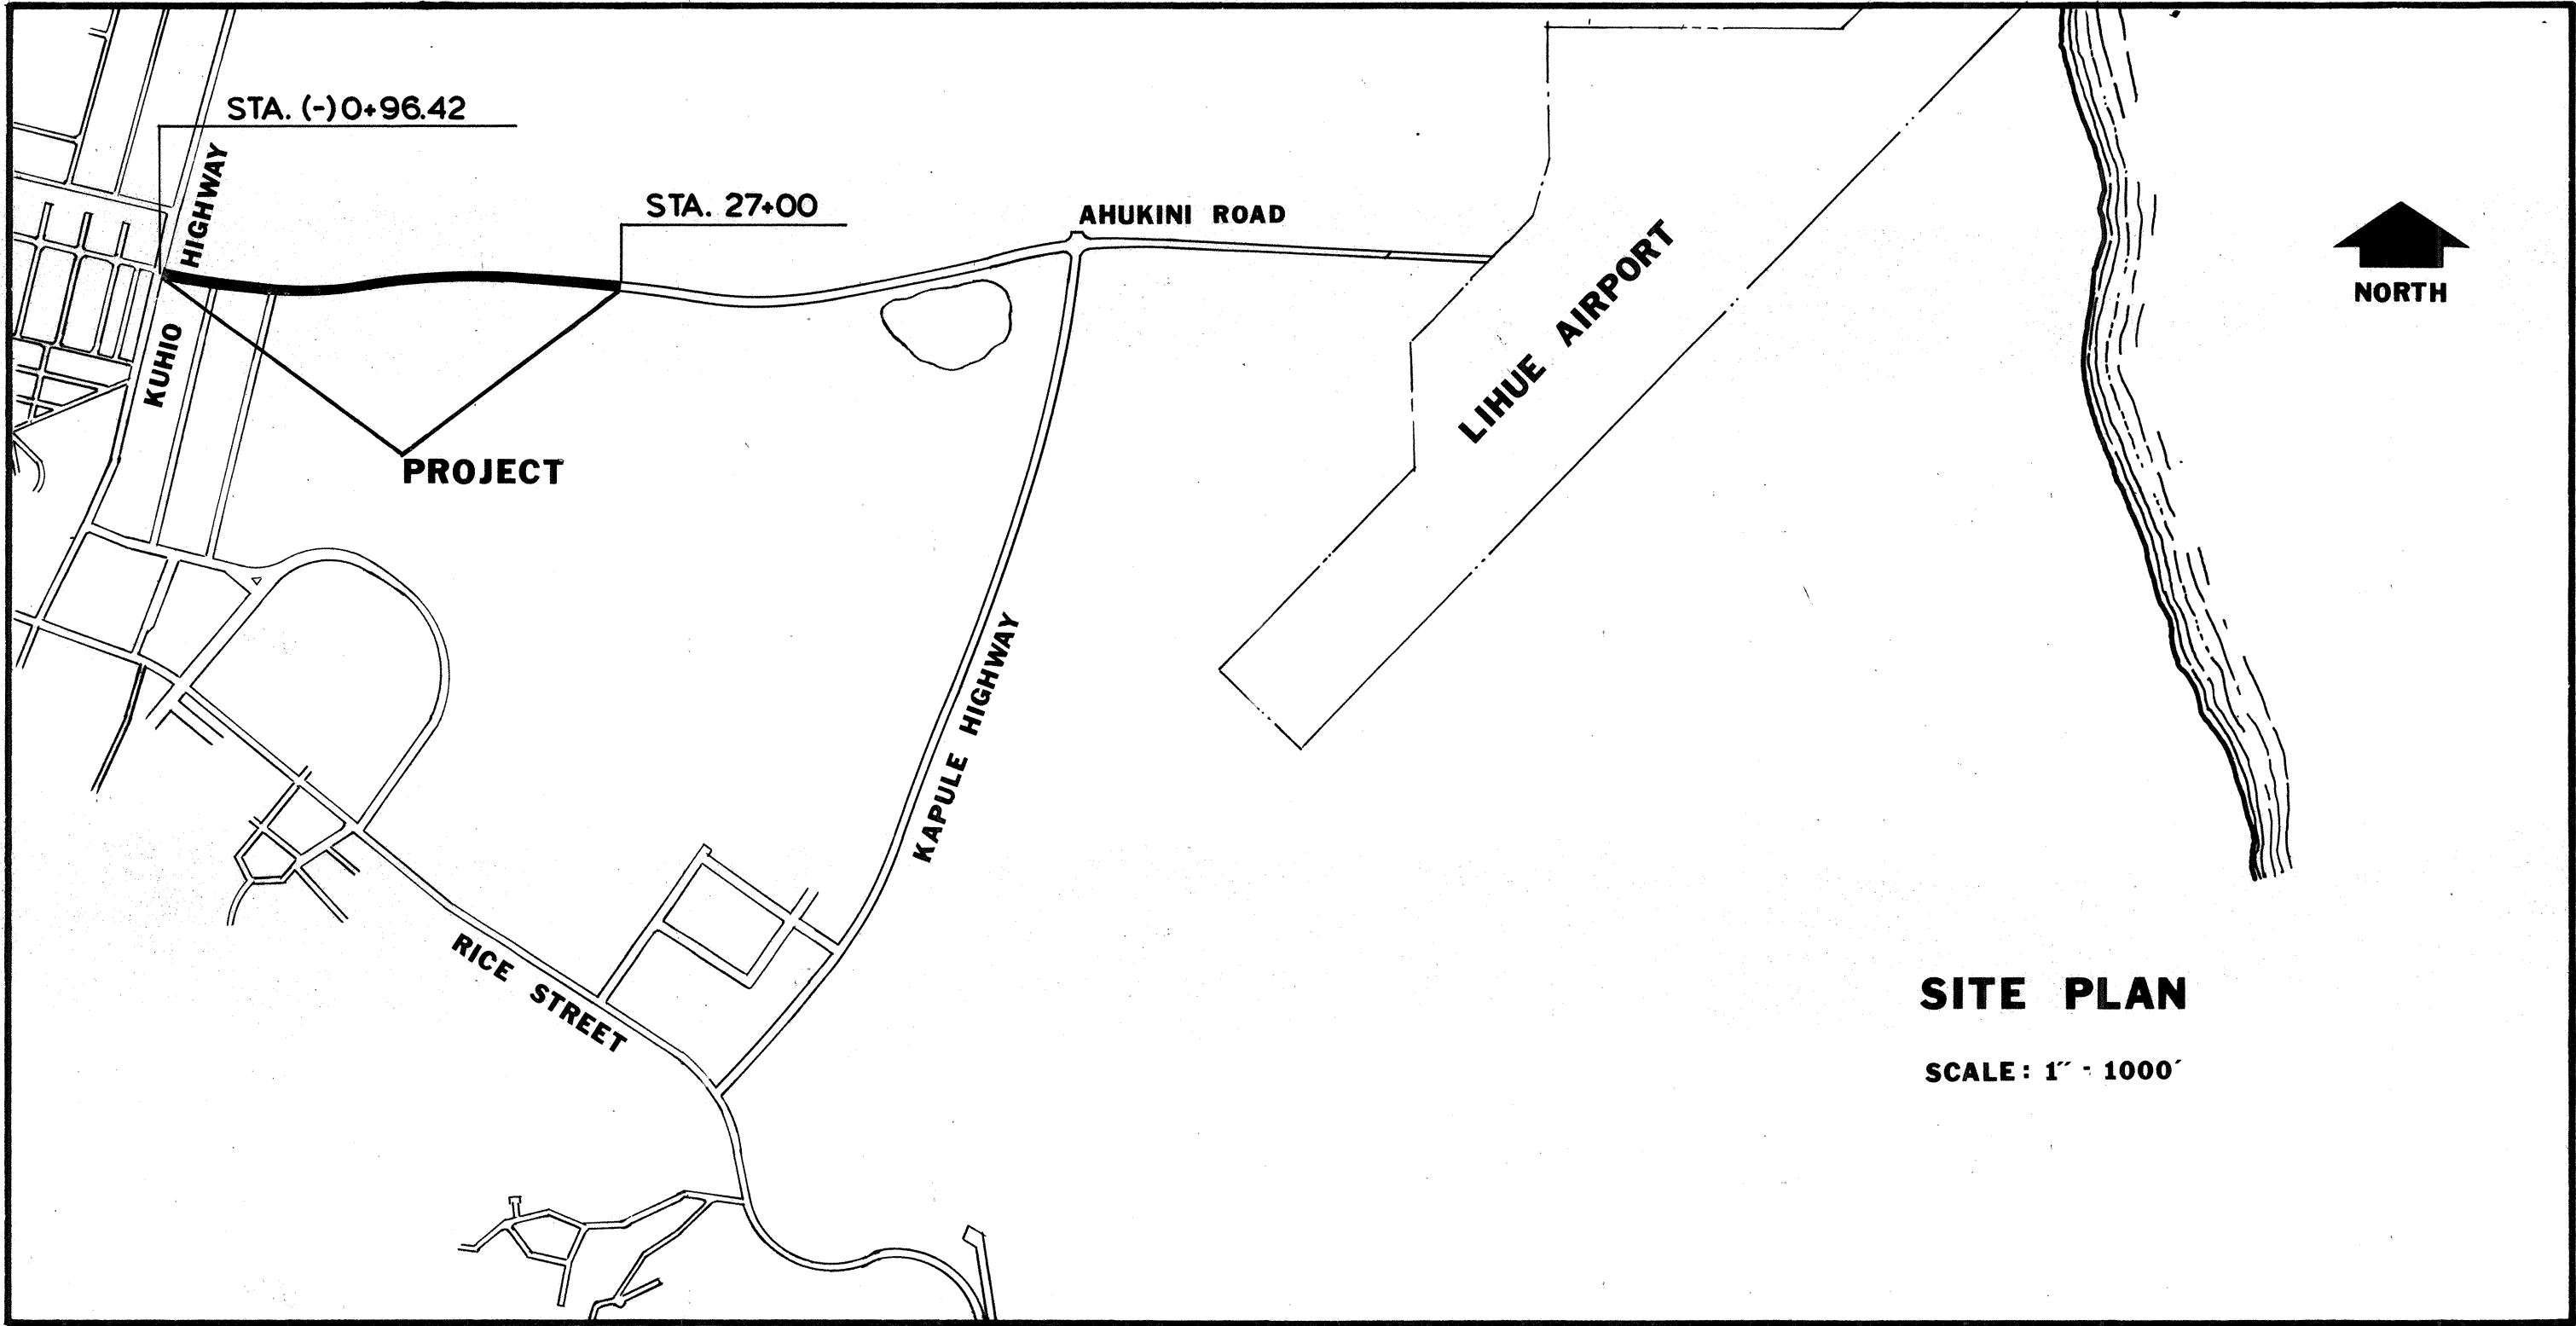 STA. (-)0+96.42
HIGHWAY
STA. 27+00
AHUKINI ROAD
NORTH
LIHUE AIRPORT
KUHIO
PROJECT
KAPULE HIGHWAY
RICE STREET
SITE PLAN
SCALE: 1" - 1000'